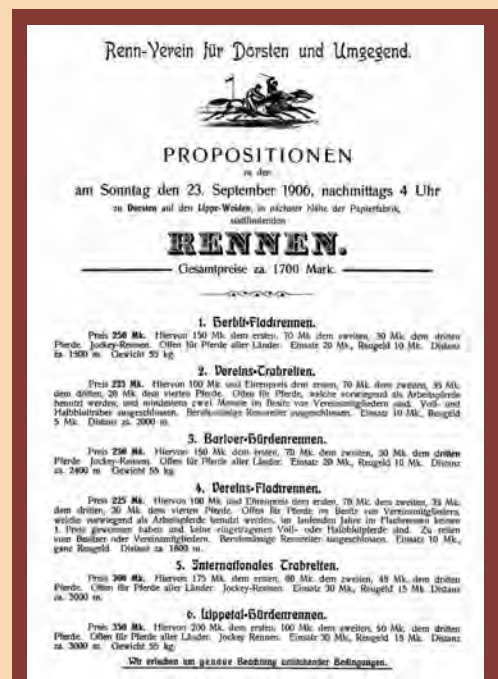 Renn-Verein für Dorsten und Umgegend.
PROPOSITIONEN
zu den
am Sonntag den 23. September 1906, nachmittags 4 Uhr
zu Dorsten auf den Lippe-Weiden, in nächster Nähe der Papierfabrik,
stattfindenden
RENNEN.
Gesamtpreise za. 1700 Mark.
1. Herbst-Flachrennen.
Preis 250 Mk. Hiervon 150 Mk. dem ersten, 70 Mk. dem zweiten, 30 Mk. dem dritten
Pferde. Jockey-Rennen. Offen für Pferde aller Länder. Einsatz 20 Mk., Reugeld 10 Mk. Distanz
za. 1500 m. Gewicht 55 kg.
2. Vereins-Trabreiten.
Preis 225 Mk. Hiervon 100 Mk. und Ehrenpreis dem ersten, 70 Mk. dem zweiten, 35 Mk.
dem dritten, 20 Mk. dem vierten Pferde. Offen für Pferde, welche vorwiegend als Arbeitspferde
benutzt werden, und mindestens zwei Monate im Besitz von Vereinsmitgliedern sind. Voll- und
Halbbluttraber ausgeschlossen. Berufsmässige Rennreiter ausgeschlossen. Einsatz 10 Mk., Reugeld
5 Mk. Distanz za. 2000 m.
3. Barloer-Hürdenrennen.
Preis 250 Mk. Hiervon 150 Mk. dem ersten, 70 Mk. dem zweiten, 30 Mk. dem dritten
Pferde. Jockey-Rennen. Offen für Pferde aller Länder. Einsatz 20 Mk., Reugeld 10 Mk. Distanz
za. 2400 m. Gewicht 55 kg.
4. Vereins-Flachrennen.
Preis 225 Mk. Hiervon 100 Mk. und Ehrenpreis dem ersten, 70 Mk. dem zweiten, 35 Mk.
dem dritten, 20 Mk. dem vierten Pferde. Offen für Pferde im Besitz von Vereinsmitgliedern,
welche vorwiegend als Arbeitspferde benutzt werden, im laufenden Jahre im Flachrennen keinen
1. Preis gewonnen haben und keine eingetragenen Voll- oder Halbblutpferde sind. Zu reiten
vom Besitzer oder Vereinsmitgliedern. Berufsmässige Rennreiter ausgeschlossen. Einsatz 10 Mk.,
ganz Reugeld. Distanz za. 1800 m.
5. Internationales Trabreiten.
Preis 300 Mk. Hiervon 175 Mk. dem ersten, 80 Mk. dem zweiten, 45 Mk. dem dritten
Pferde. Offen für Pferde aller Länder. Jockey-Rennen. Einsatz 30 Mk., Reugeld 15 Mk. Distanz
za. 3000 m.
6. Lippetal-Hürdenrennen.
Preis 350 Mk. Hiervon 200 Mk. dem ersten, 100 Mk. dem zweiten, 50 Mk. dem dritten
Pferde. Offen für Pferde aller Länder. Jockey Rennen. Einsatz 30 Mk., Reugeld 15 Mk. Distanz
za. 3000 m. Gewicht 55 kg.
Wir ersuchen um genaue Beachtung umstehender Bedingungen.